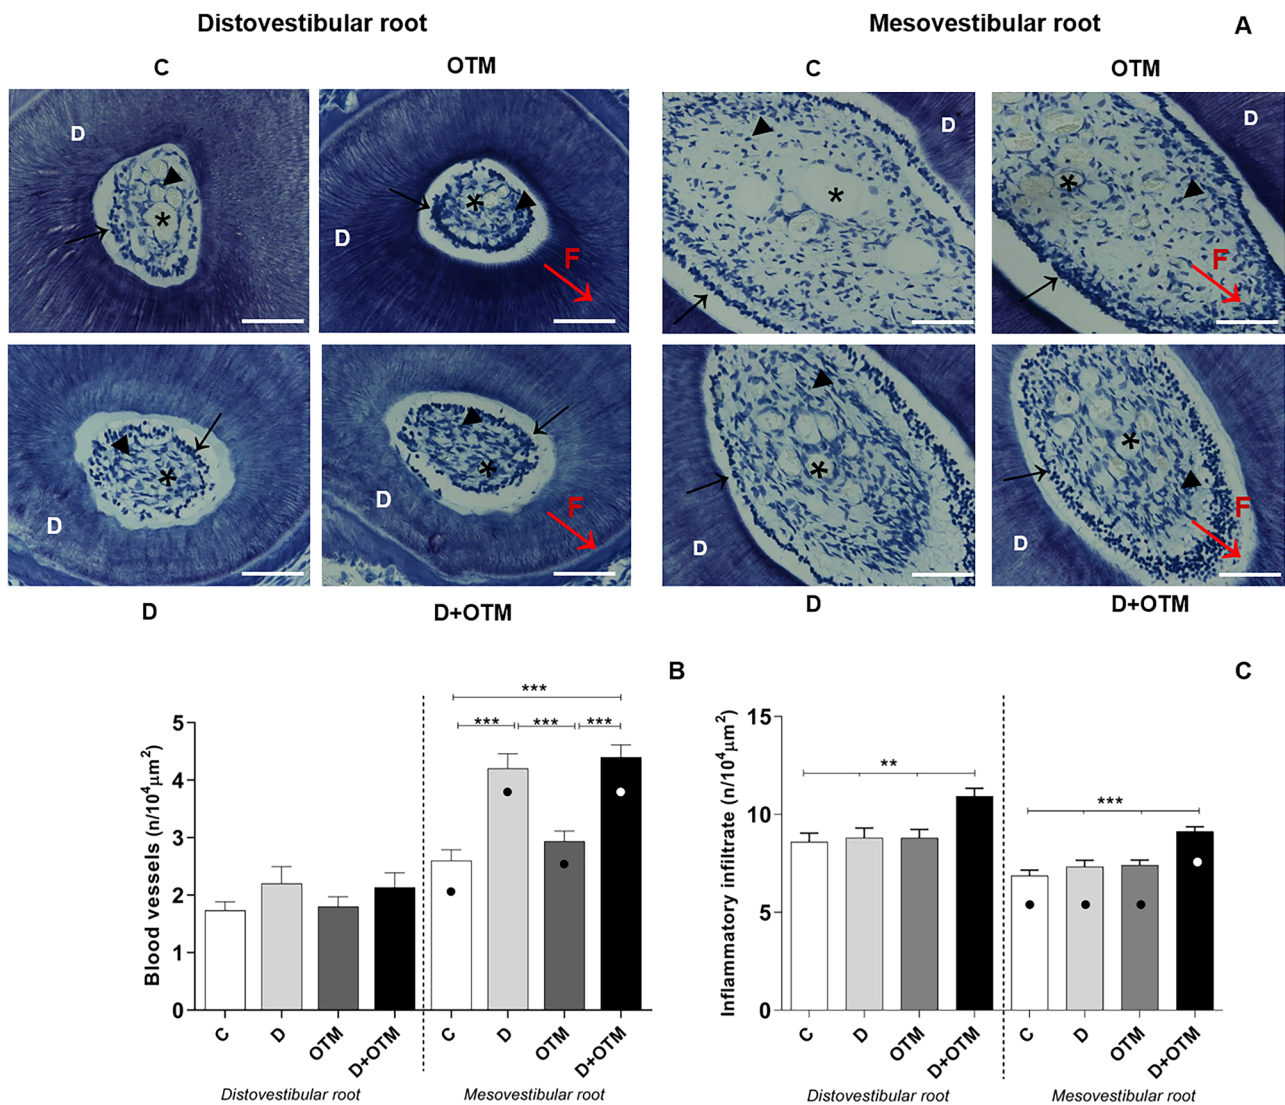 Distovestibular root
Mesovestibular root
A
C
OTM
C
OTM
D
D
F
D
D
F
D
D
F
D
D
F
D
D+OTM
D
D+OTM
B
Blood vessels (n/10⁴µm²)
5
4
3
2
1
0
***
*** *** ***
C D OTM D+OTM C D OTM D+OTM
Distovestibular root
Mesovestibular root
C
Inflammatory infiltrate (n/10⁴µm²)
15
10
5
0
**
***
C D OTM D+OTM C D OTM D+OTM
Distovestibular root
Mesovestibular root